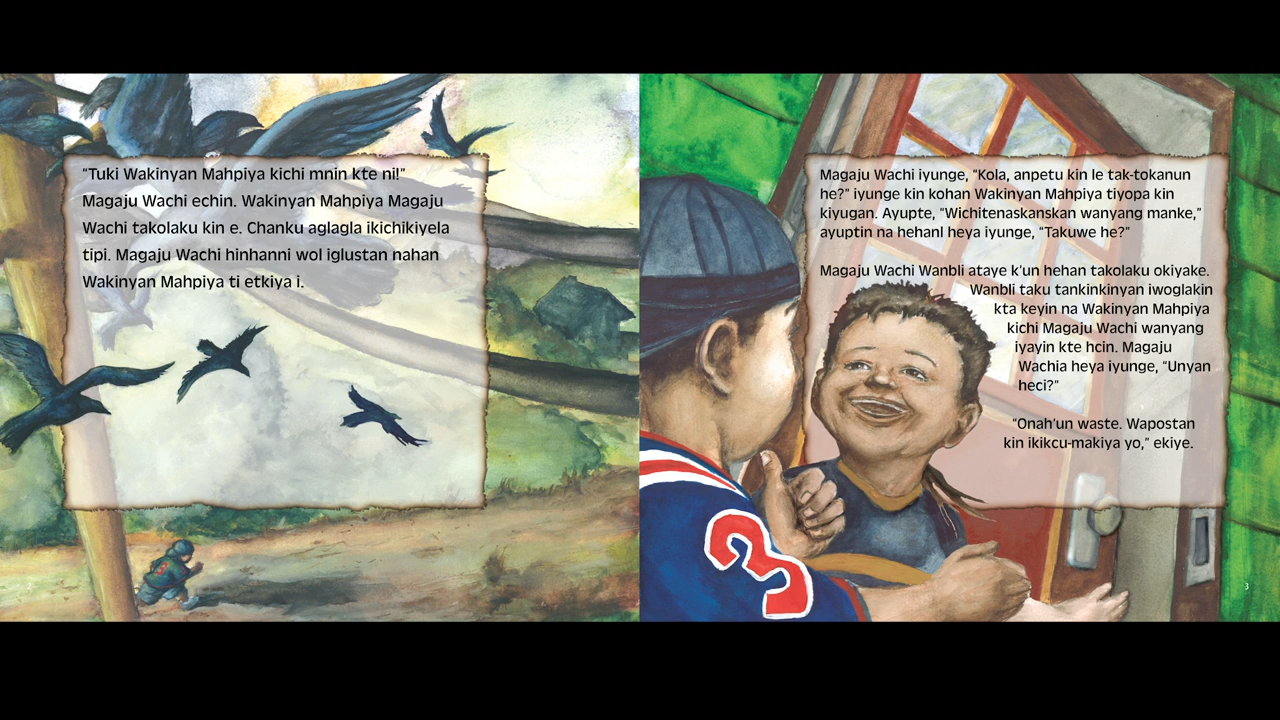 “Tuki Wakinyan Mahpiya kichi mnin kte ni!”
Magaju Wachi echin. Wakinyan Mahpiya Magaju
Wachi takolaku kin e. Chanku aglagla ikichikiyela
tipi. Magaju Wachi hinhanni wol iglustan nahan
Wakinyan Mahpiya ti etkiya i.
Magaju Wachi iyunge, “Kola, anpetu kin le tak-tokanun
he?” iyunge kin kohan Wakinyan Mahpiya tiyopa kin
kiyugan. Ayupte, “Wichitenaskanskan wanyang manke,”
ayuptin na hehanl heya iyunge, “Takuwe he?”
Magaju Wachi Wanbli ataye k’un hehan takolaku okiyake.
Wanbli taku tankinkinyan iwoglakin
kta keyin na Wakinyan Mahpiya
kichi Magaju Wachi wanyang
iyayin kte hcin. Magaju
Wachia heya iyunge, “Unyan
heci?”
“Onah’un waste. Wapostan
kin ikikcu-makiya yo,” ekiye.
3
3